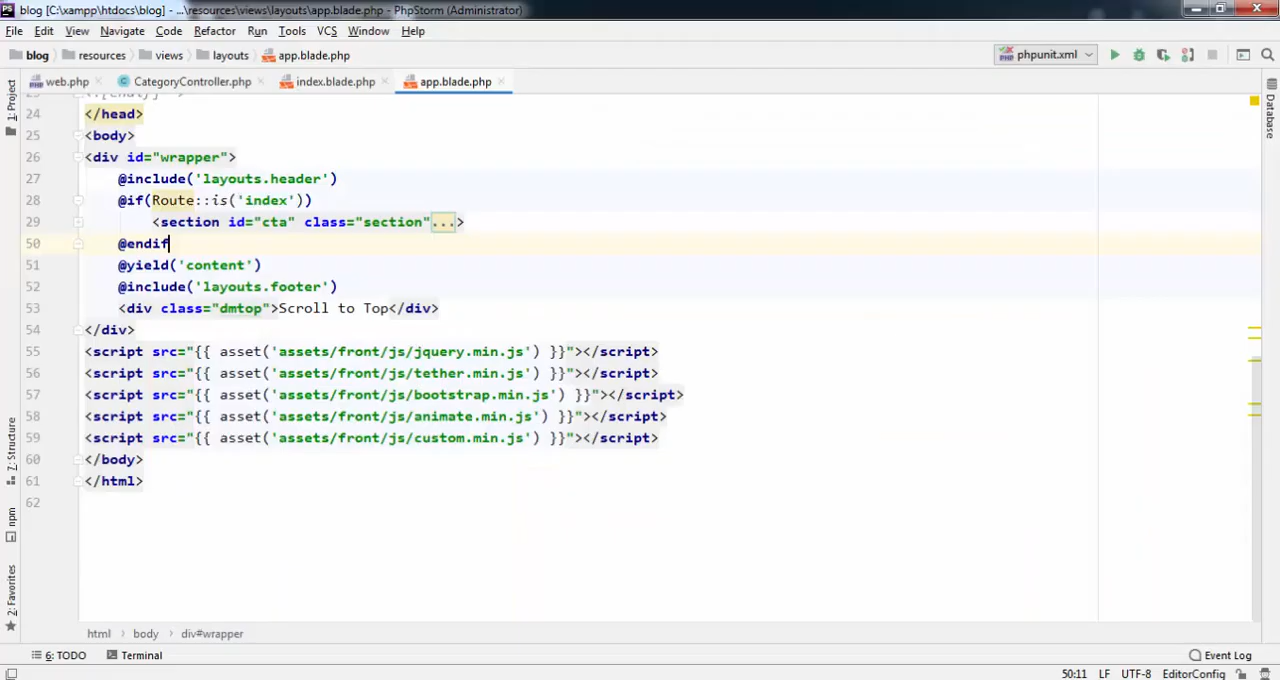 blog [C:\xampp\htdocs\blog] - ...\resources\views\layouts\app.blade.php - PhpStorm (Administrator)
File Edit View Navigate Code Refactor Run Tools VCS Window Help
blog resources views layouts app.blade.php phpunit.xml
web.php CategoryController.php index.blade.php app.blade.php
24 </head>
25 <body>
26 <div id="wrapper">
27 @include('layouts.header')
28 @if(Route::is('index'))
29 <section id="cta" class="section"...>
50 @endif
51 @yield('content')
52 @include('layouts.footer')
53 <div class="dmtop">Scroll to Top</div>
54 </div>
55 <script src="{{ asset('assets/front/js/jquery.min.js') }}"></script>
56 <script src="{{ asset('assets/front/js/tether.min.js') }}"></script>
57 <script src="{{ asset('assets/front/js/bootstrap.min.js') }}"></script>
58 <script src="{{ asset('assets/front/js/animate.min.js') }}"></script>
59 <script src="{{ asset('assets/front/js/custom.min.js') }}"></script>
60 </body>
61 </html>
62
html body div#wrapper
6: TODO Terminal Event Log
50:11 LF UTF-8 EditorConfig
1: Project
7: Structure
npm
2: Favorites
Database